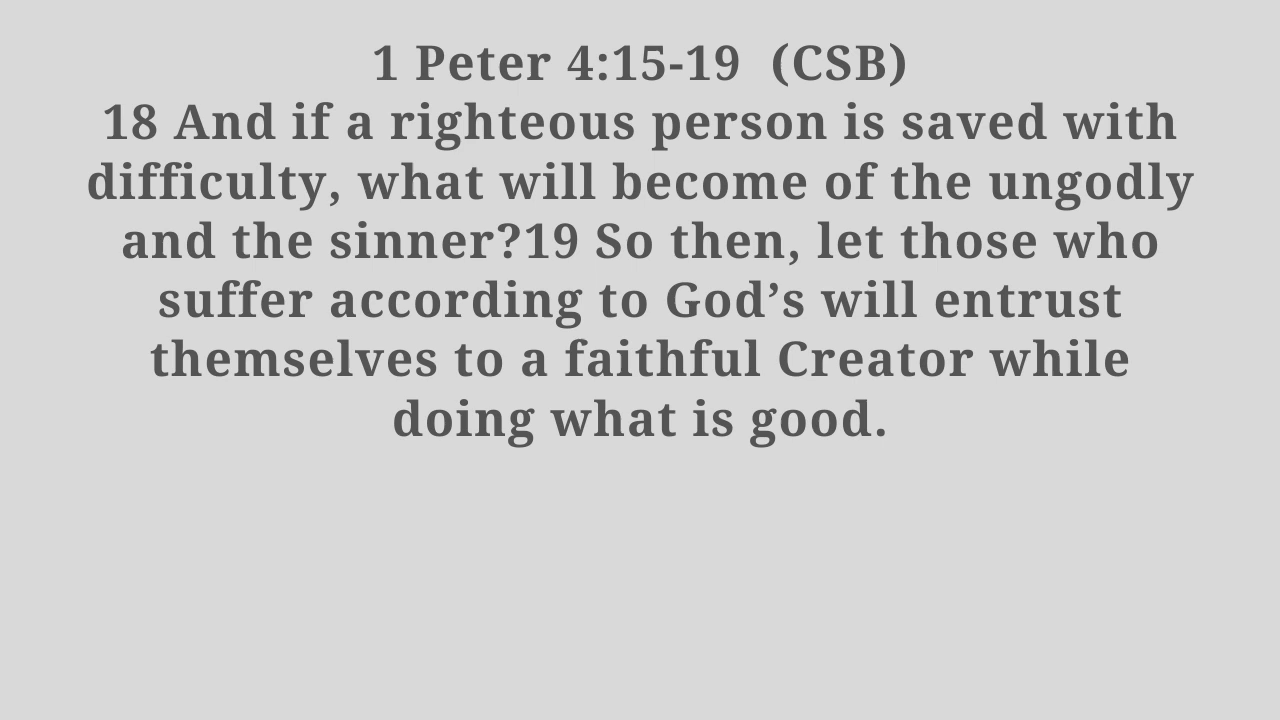 1 Peter 4:15-19  (CSB)
18 And if a righteous person is saved with
difficulty, what will become of the ungodly
and the sinner?19 So then, let those who
suffer according to God’s will entrust
themselves to a faithful Creator while
doing what is good.